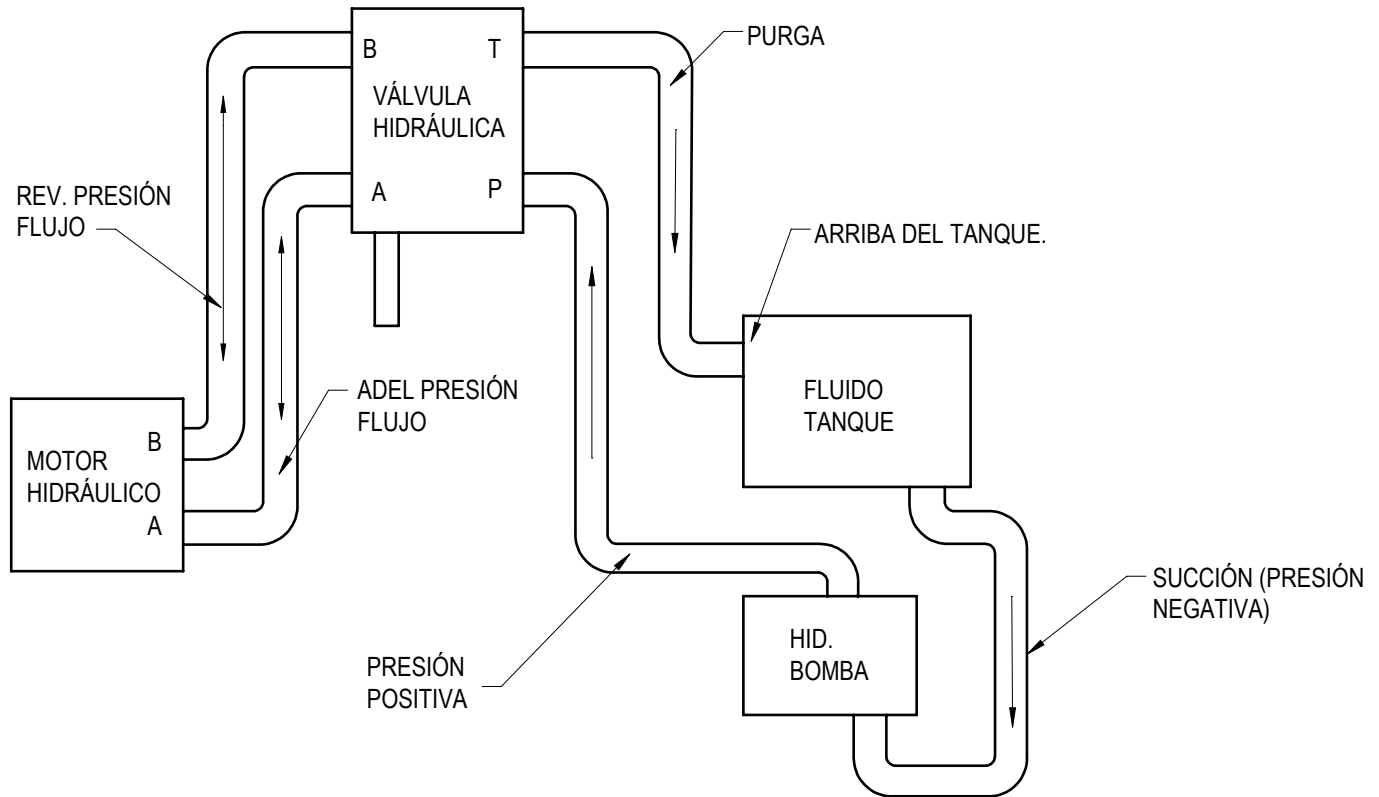 PURGA
B
T
VÁLVULA
HIDRÁULICA
A
P
REV. PRESIÓN
FLUJO
ARRIBA DEL TANQUE.
ADEL PRESIÓN
FLUJO
FLUIDO
TANQUE
B
MOTOR
HIDRÁULICO
A
SUCCIÓN (PRESIÓN
NEGATIVA)
HID.
BOMBA
PRESIÓN
POSITIVA